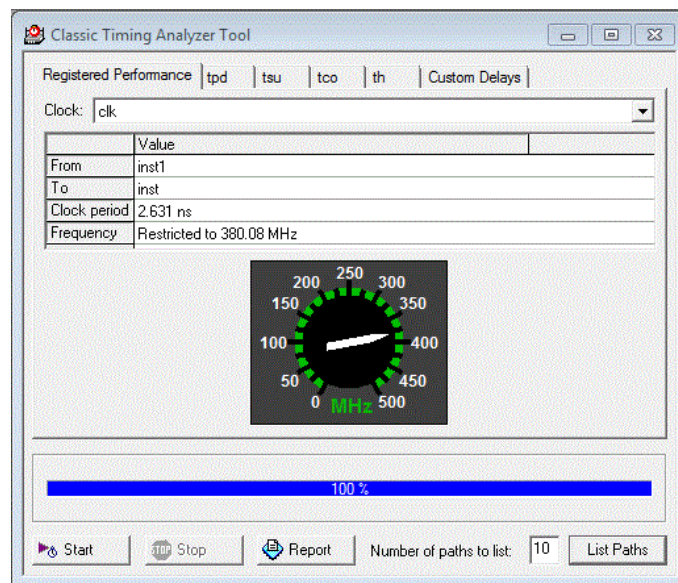 Classic Timing Analyzer Tool
Registered Performance tpd tsu tco th Custom Delays
Clock: clk
Value
From inst1
To inst
Clock period 2.631 ns
Frequency Restricted to 380.08 MHz
250
200 300
150 350
100 400
50 450
0 MHz 500
100 %
Start STOP Stop Report Number of paths to list: 10 List Paths